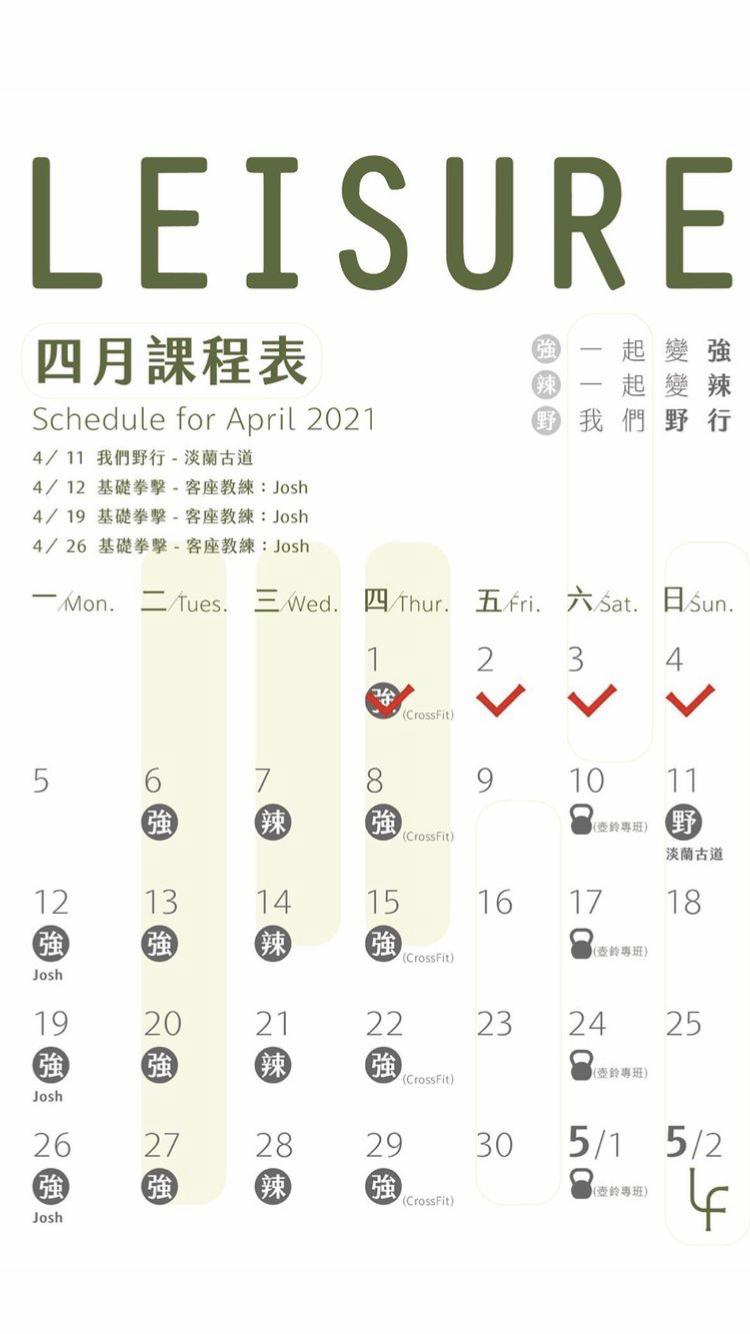 LEISURE
四月課程表
Schedule for April 2021
強 一起變強
辣 一起變辣
野 我們野行
4/ 11 我們野行 - 淡蘭古道
4/ 12 基礎拳擊 - 客座教練：Josh
4/ 19 基礎拳擊 - 客座教練：Josh
4/ 26 基礎拳擊 - 客座教練：Josh
一/Mon. 二/Tues. 三/Wed. 四/Thur. 五/Fri. 六/Sat. 日/Sun.
1 2 3 4
強 (CrossFit)
5 6 7 8 9 10 11
強 辣 強 (CrossFit) (壺鈴專班) 野
淡蘭古道
12 13 14 15 16 17 18
強 強 辣 強 (CrossFit) (壺鈴專班)
Josh
19 20 21 22 23 24 25
強 強 辣 強 (CrossFit) (壺鈴專班)
Josh
26 27 28 29 30 5/1 5/2
強 強 辣 強 (CrossFit) (壺鈴專班) LF
Josh